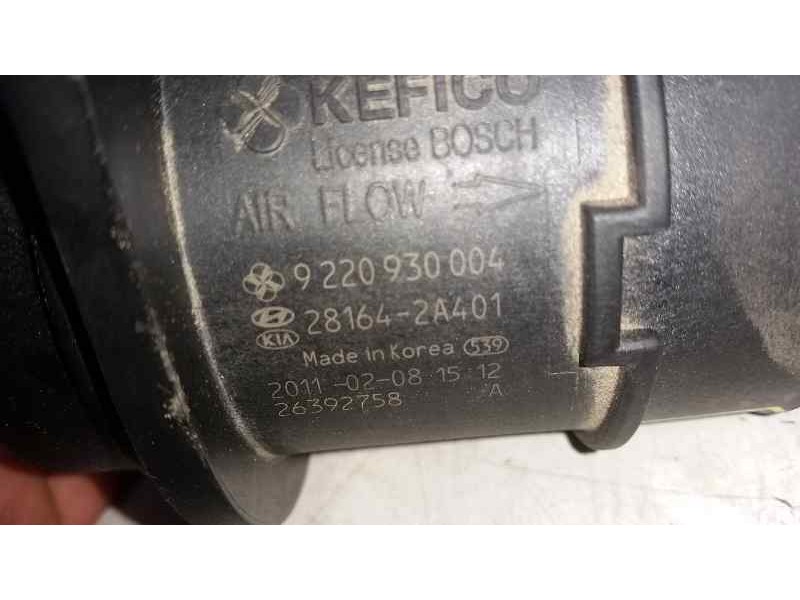 KEFICO
License BOSCH
AIR FLOW
9 220 930 004
28164-2A401
KIA
Made in Korea 539
2011-02-08 15 12
26392758 A